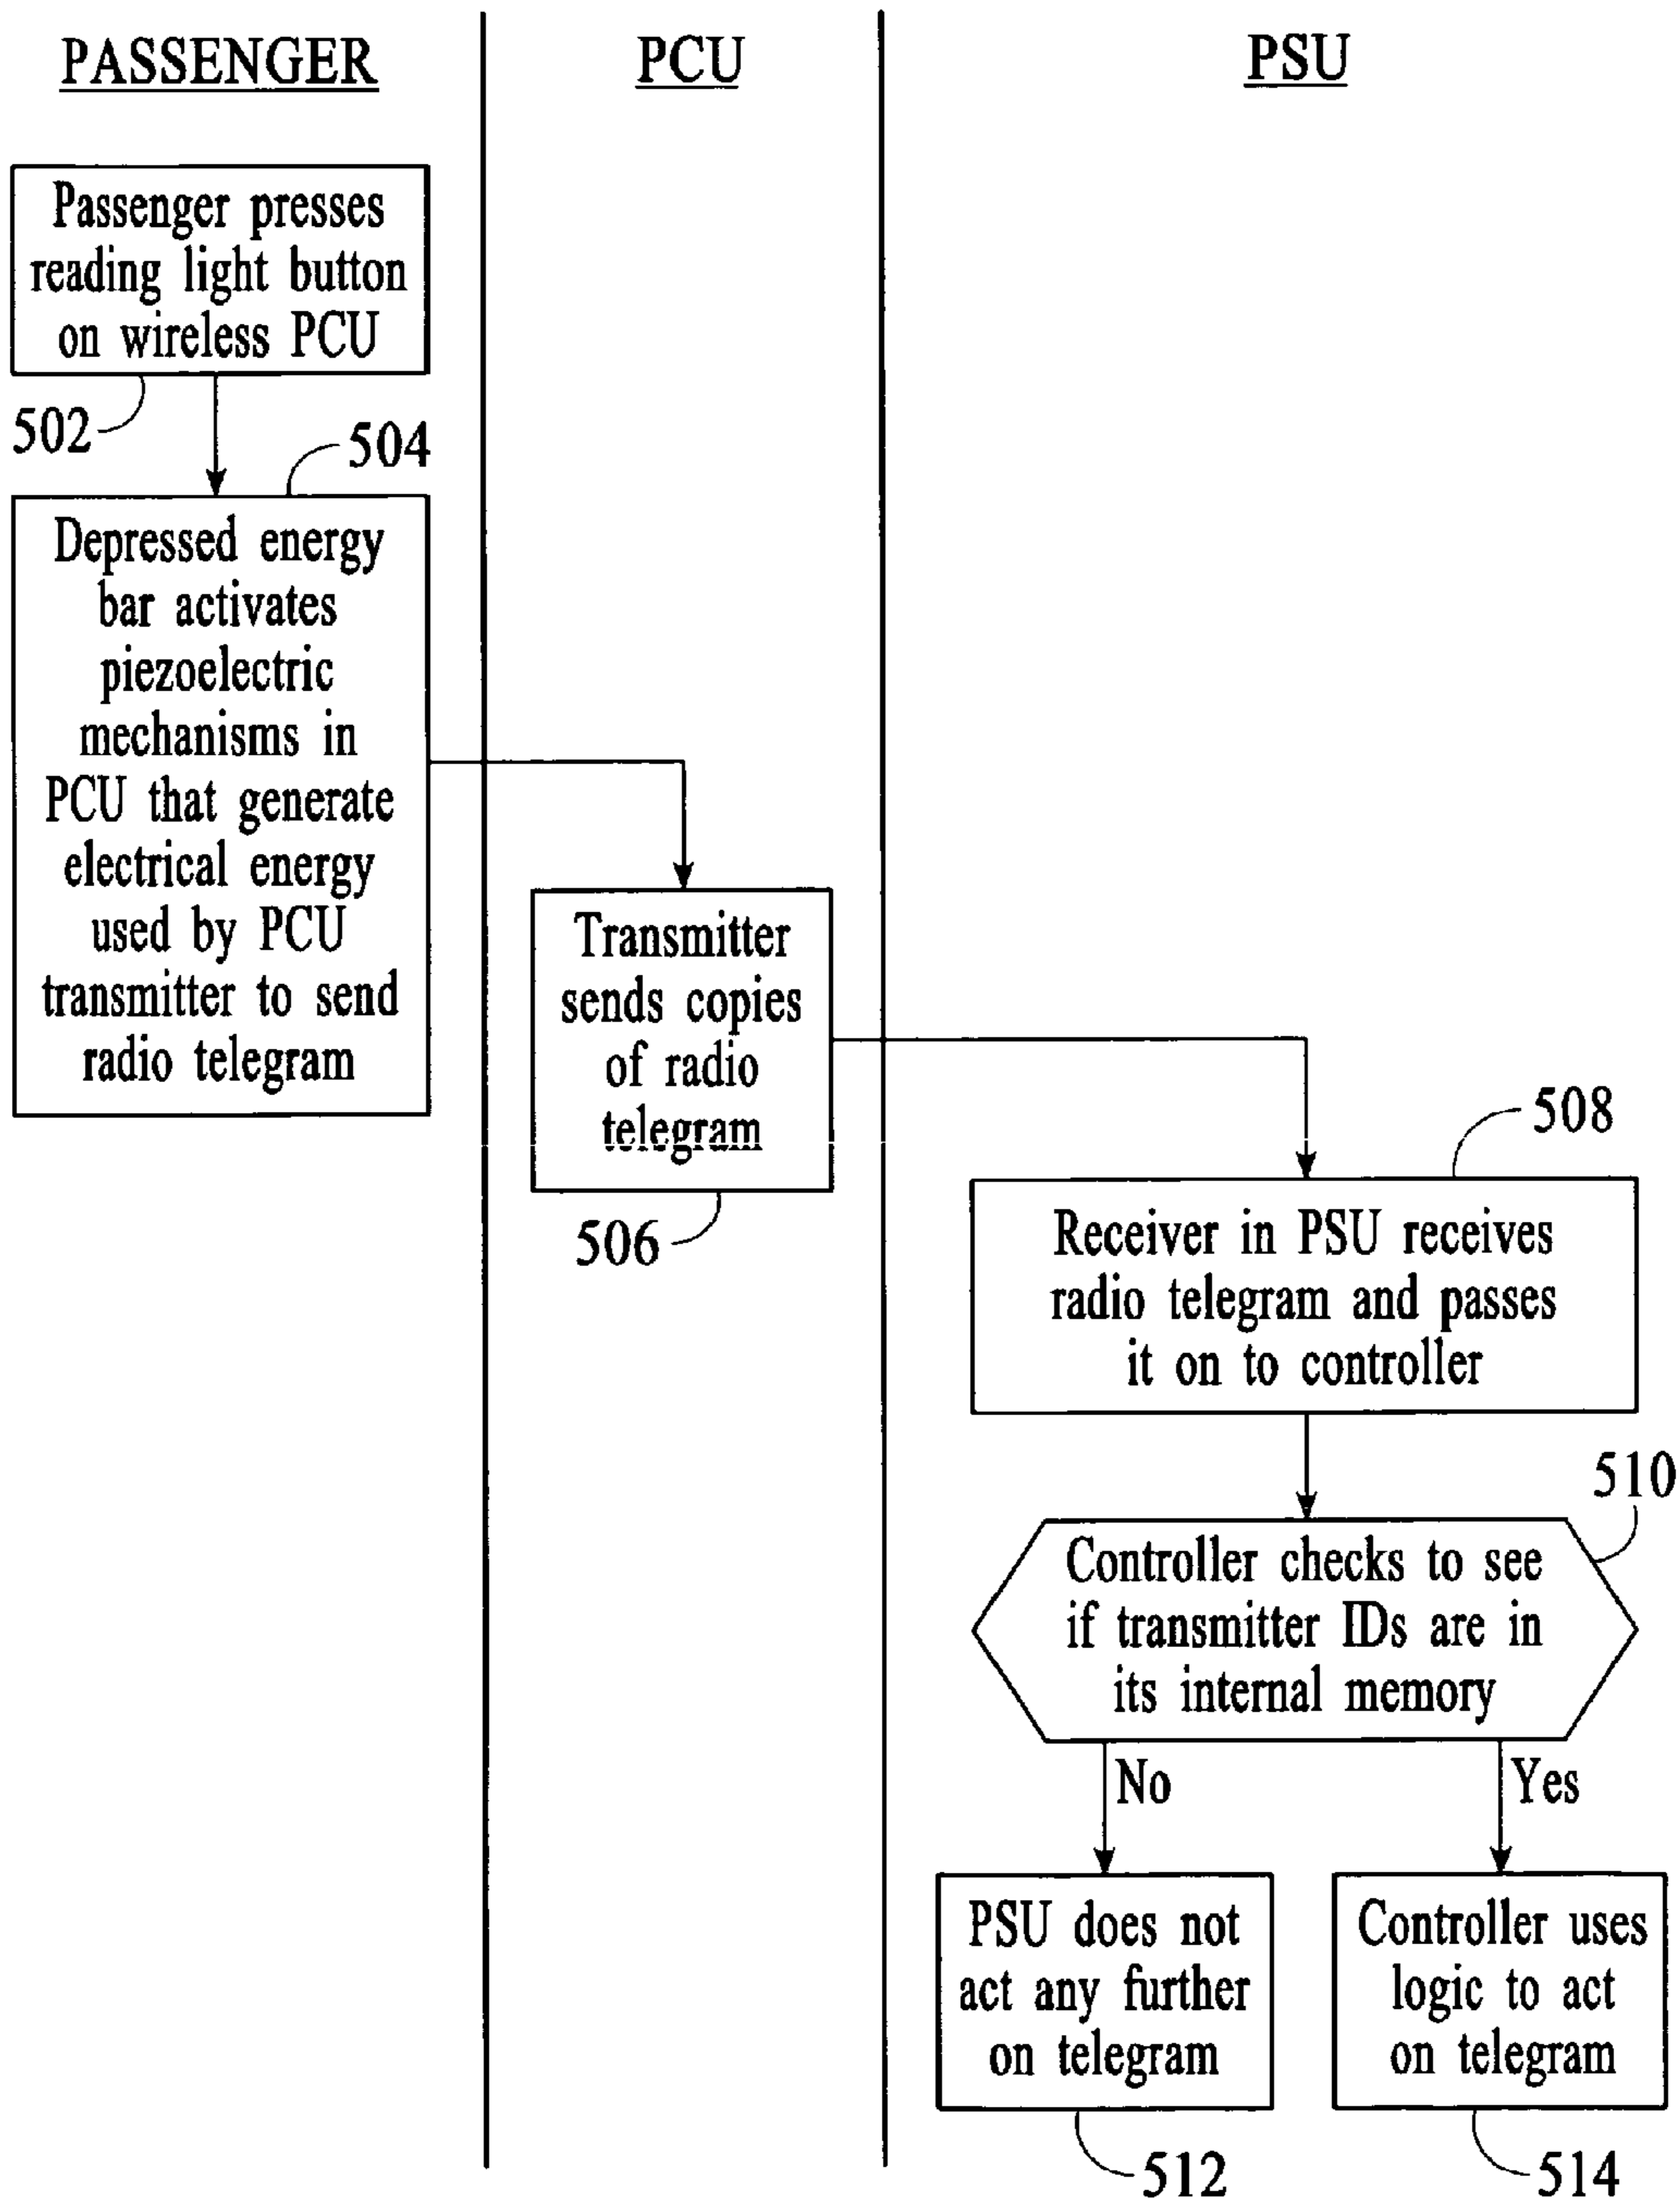 PASSENGER
PCU
PSU
Passenger presses
reading light button
on wireless PCU
502
504
Depressed energy
bar activates
piezoelectric
mechanisms in
PCU that generate
electrical energy
used by PCU
transmitter to send
radio telegram
Transmitter
sends copies
of radio
telegram
506
508
Receiver in PSU receives
radio telegram and passes
it on to controller
510
Controller checks to see
if transmitter IDs are in
its internal memory
No
Yes
PSU does not
act any further
on telegram
512
Controller uses
logic to act
on telegram
514